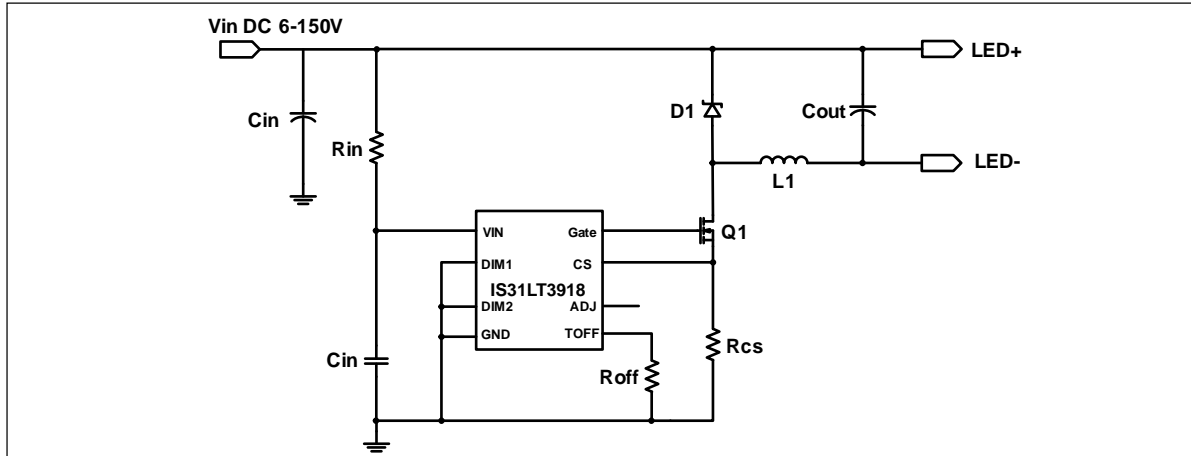 Vin DC 6-150V
LED+
Cin
D1
Cout
Rin
LED-
L1
VIN
Gate
Q1
DIM1
CS
IS31LT3918
DIM2
ADJ
GND
TOFF
Rcs
Cin
Roff